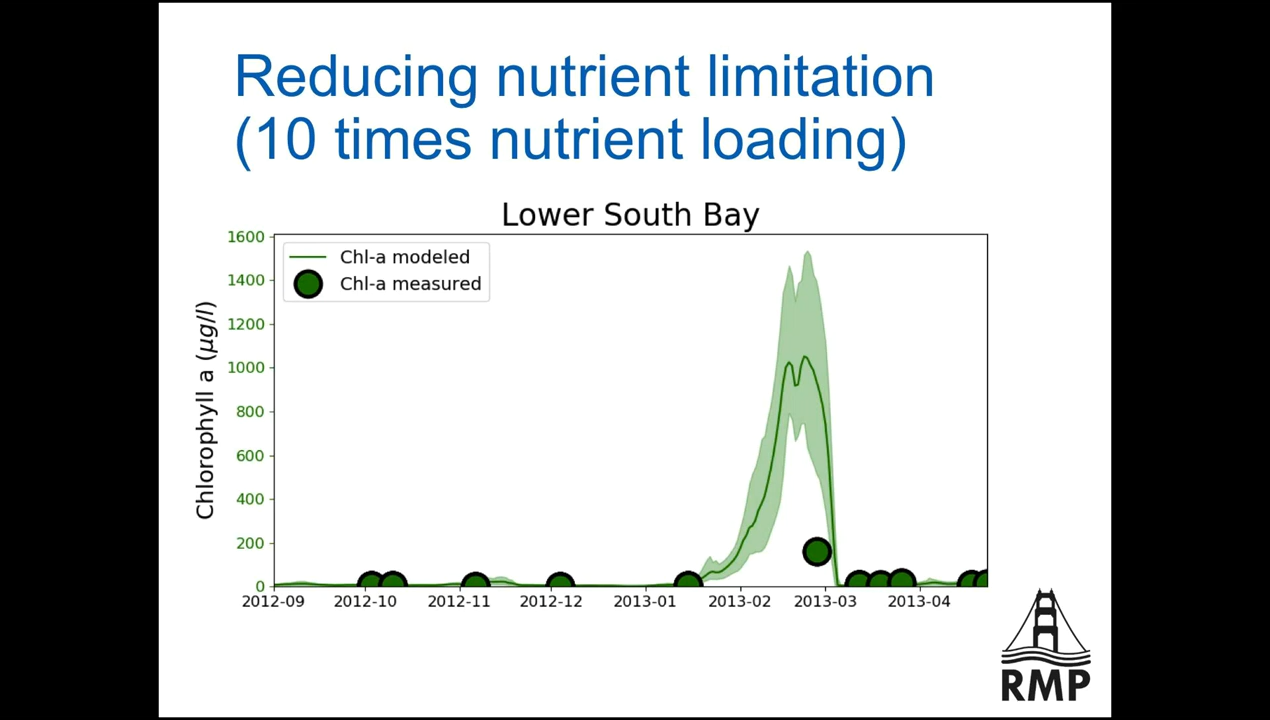 Reducing nutrient limitation
(10 times nutrient loading)
Lower South Bay
Chl-a modeled
Chl-a measured
Chlorophyll a (μg/l)
1600
1400
1200
1000
800
600
400
200
0
2012-09 2012-10 2012-11 2012-12 2013-01 2013-02 2013-03 2013-04
RMP